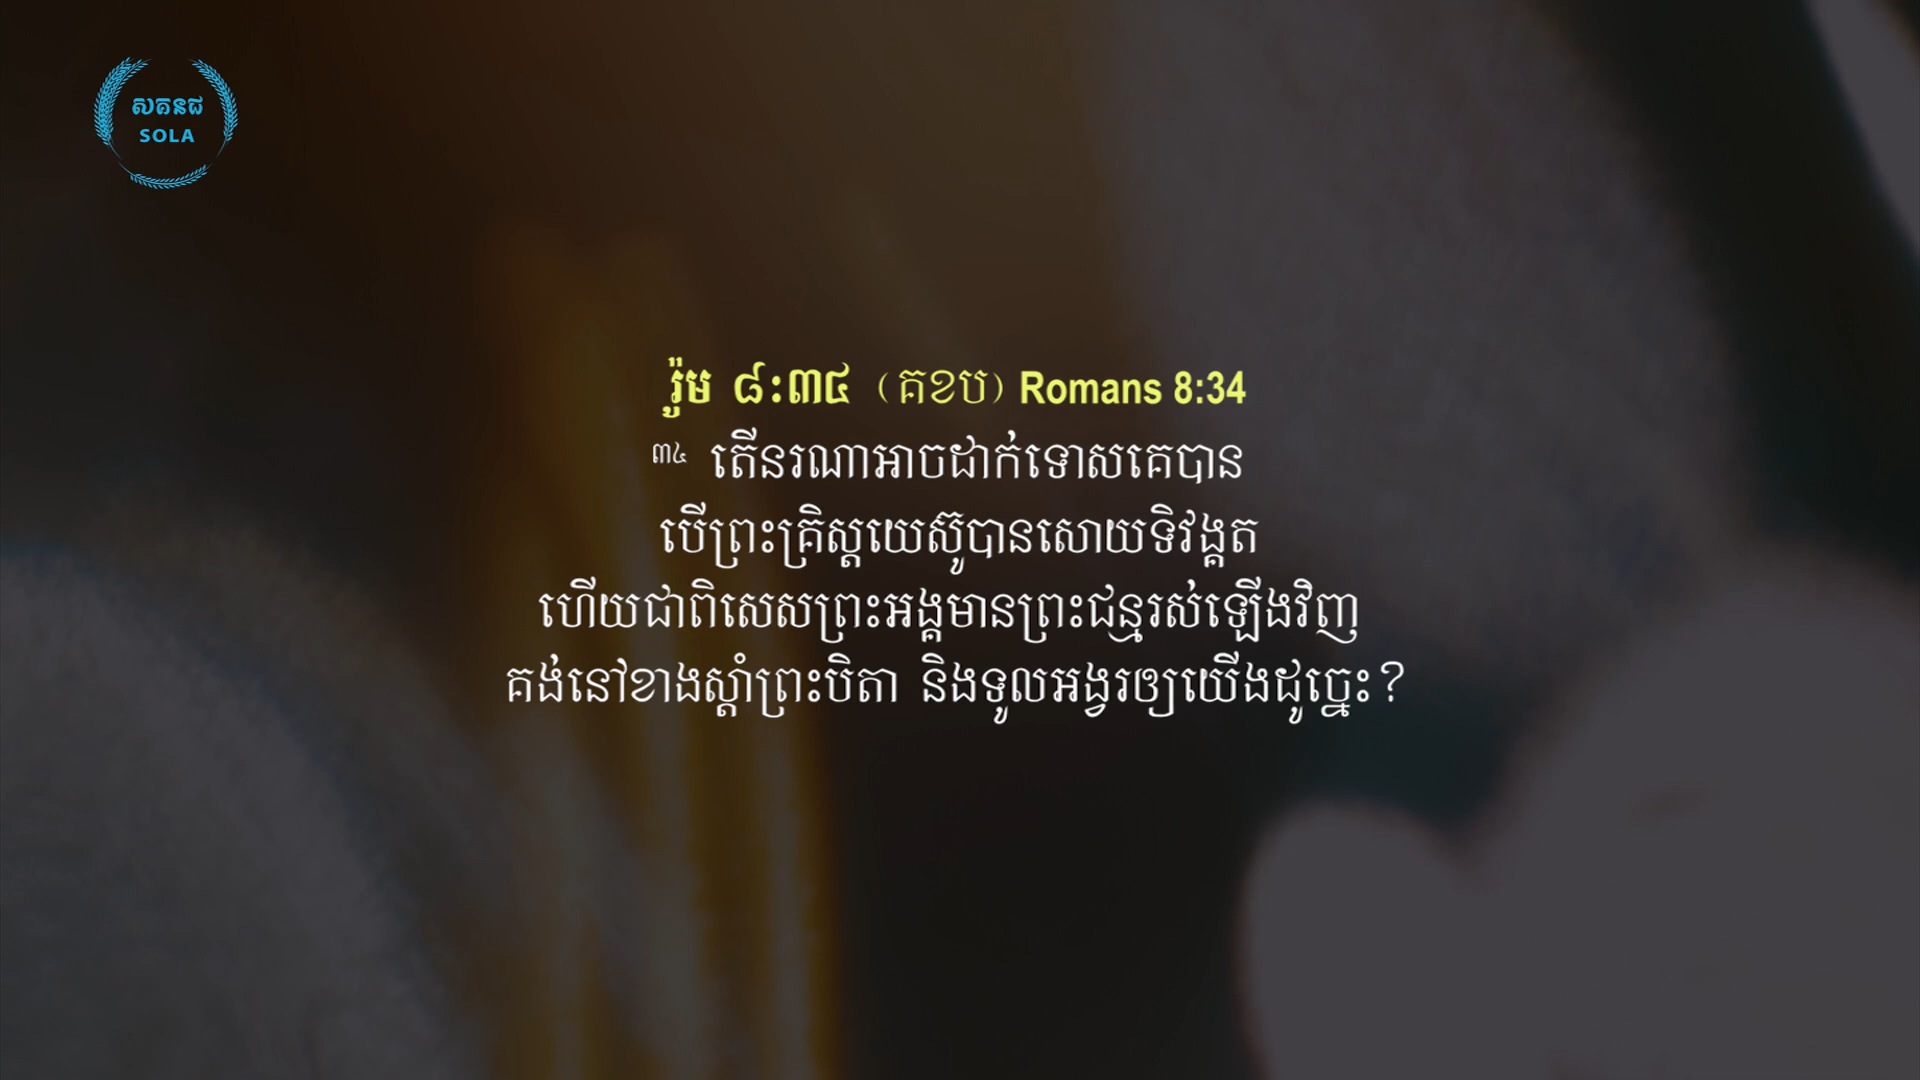 សគនជ
SOLA
រ៉ូម ៨:៣៤ (គខប) Romans 8:34
៣៤ តើនរណាអាចដាក់ទោសគេបាន
បើព្រះគ្រិស្តយេស៊ូបានសោយទិវង្គត
ហើយជាពិសេសព្រះអង្គមានព្រះជន្មរស់ឡើងវិញ
គង់នៅខាងស្តាំព្រះបិតា និងទូលអង្វរឲ្យយើងដូច្នេះ?